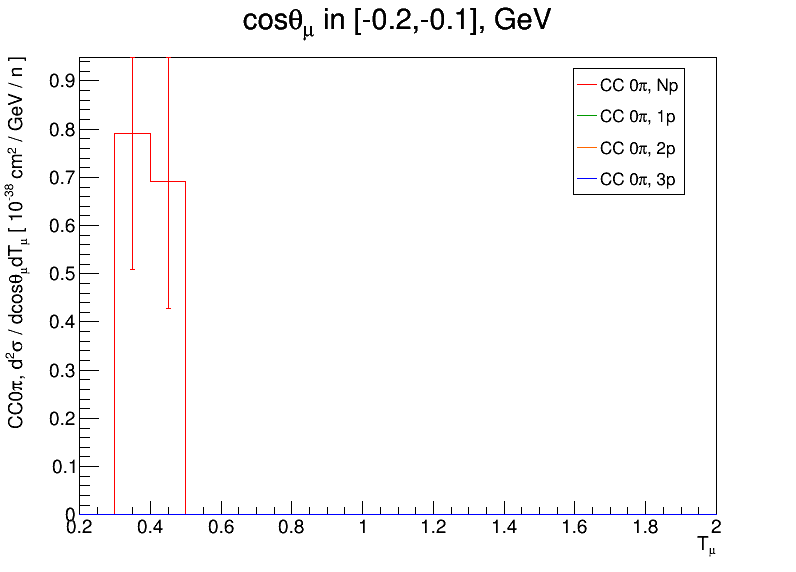 cosθμ in [-0.2,-0.1], GeV
CC0π, d²σ / dcosθμdTμ [ 10⁻³⁸ cm² / GeV / n ]
0.9
0.8
0.7
0.6
0.5
0.4
0.3
0.2
0.1
0
CC 0π, Np
CC 0π, 1p
CC 0π, 2p
CC 0π, 3p
0.2 0.4 0.6 0.8 1 1.2 1.4 1.6 1.8 2
Tμ